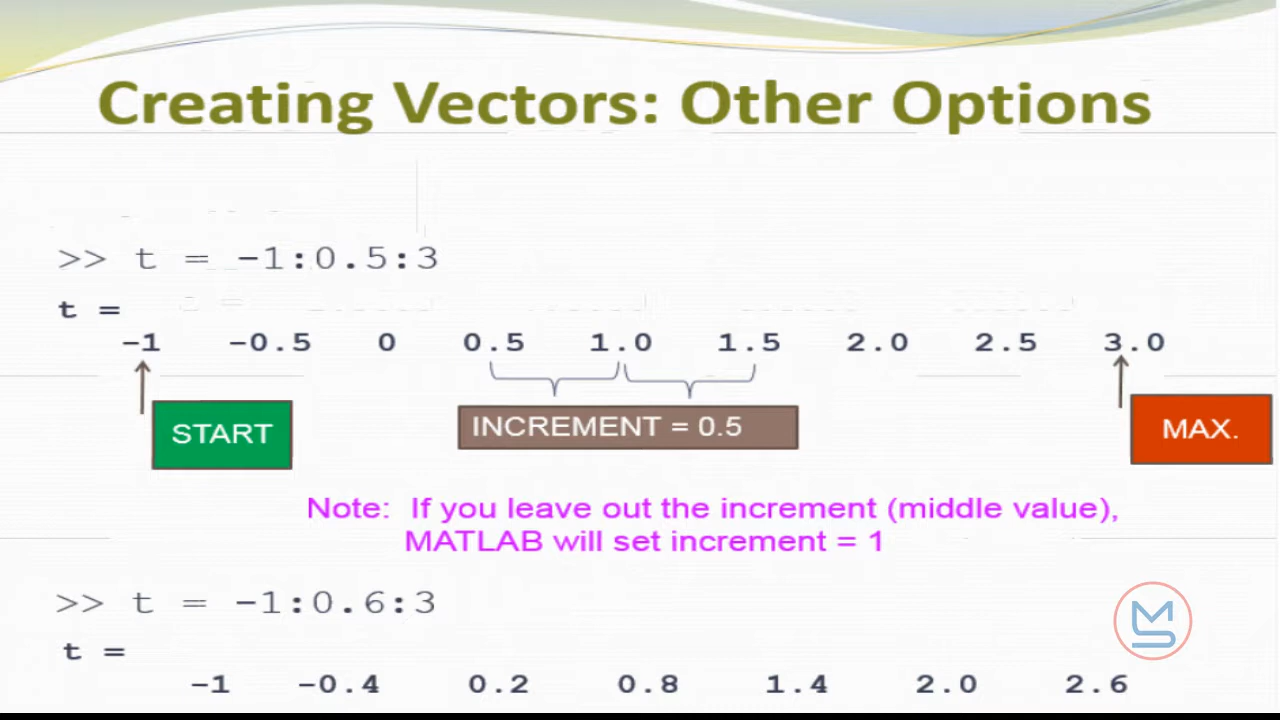 Creating Vectors: Other Options
>> t = -1:0.5:3
t =
-1 -0.5 0 0.5 1.0 1.5 2.0 2.5 3.0
START
INCREMENT = 0.5
MAX.
Note: If you leave out the increment (middle value),
MATLAB will set increment = 1
>> t = -1:0.6:3
t =
-1 -0.4 0.2 0.8 1.4 2.0 2.6